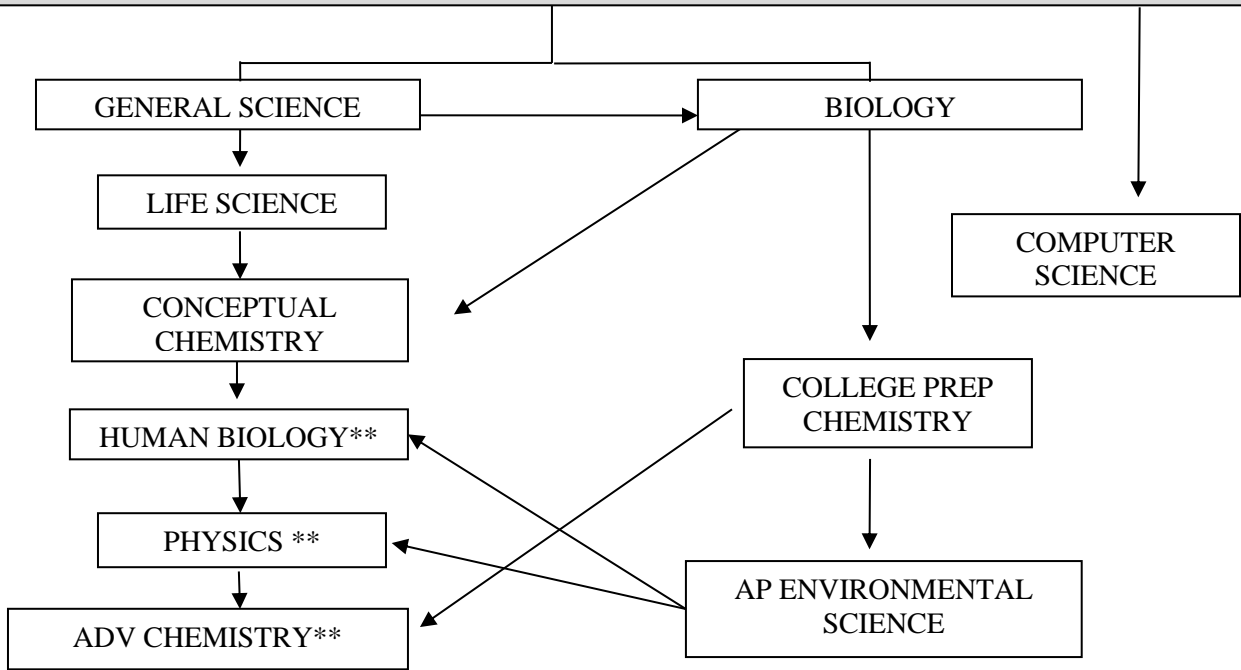 GENERAL SCIENCE
BIOLOGY
LIFE SCIENCE
COMPUTER
SCIENCE
CONCEPTUAL
CHEMISTRY
COLLEGE PREP
CHEMISTRY
HUMAN BIOLOGY**
PHYSICS **
AP ENVIRONMENTAL
SCIENCE
ADV CHEMISTRY**